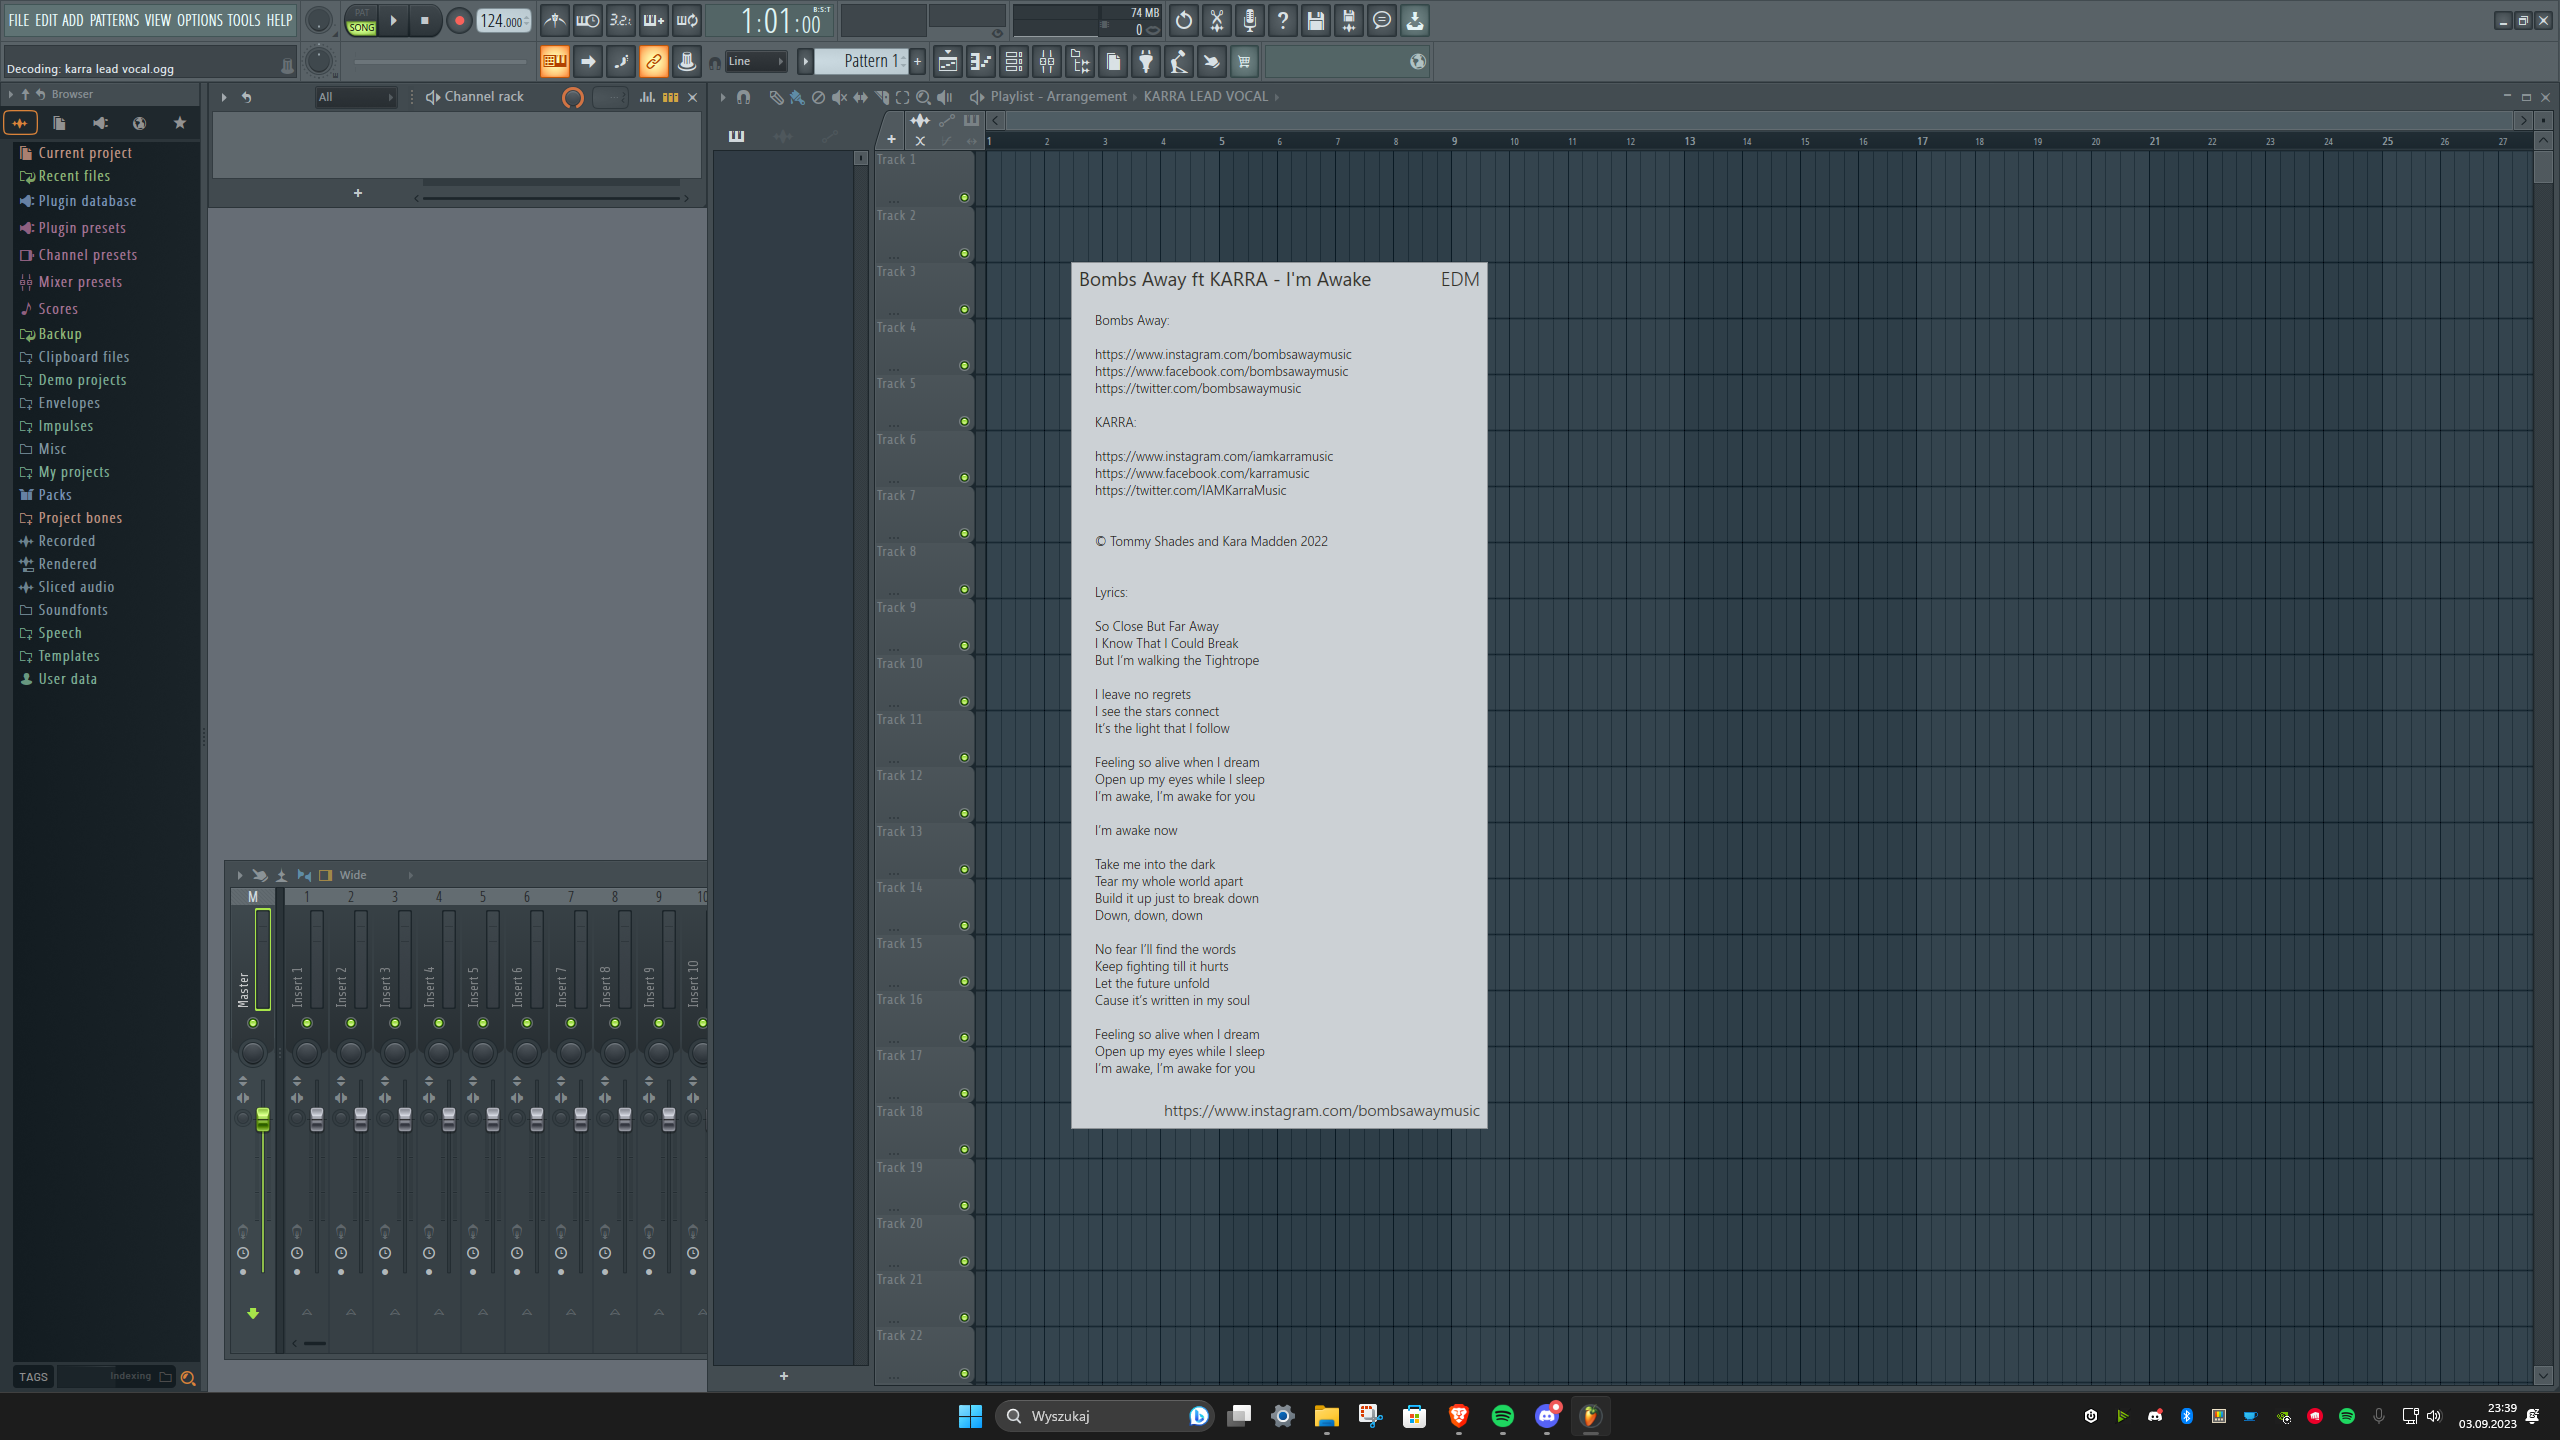 FILE EDIT ADD PATTERNS VIEW OPTIONS TOOLS HELP
PAT
SONG
124.000
3.2.
1:01:00
B:S:T
74 MB
0
Decoding: karra lead vocal.ogg
Line
Pattern 1
Browser
All
Channel rack
Playlist - Arrangement
KARRA LEAD VOCAL
Current project
Recent files
Plugin database
Plugin presets
Channel presets
Mixer presets
Scores
Backup
Clipboard files
Demo projects
Envelopes
Impulses
Misc
My projects
Packs
Project bones
Recorded
Rendered
Sliced audio
Soundfonts
Speech
Templates
User data
TAGS
Indexing
Wide
M 1 2 3 4 5 6 7 8 9 10
Master
Insert 1
Insert 2
Insert 3
Insert 4
Insert 5
Insert 6
Insert 7
Insert 8
Insert 9
Insert 10
1 2 3 4 5 6 7 8 9 10 11 12 13 14 15 16 17 18 19 20 21 22 23 24 25 26 27
Track 1
Track 2
Track 3
Track 4
Track 5
Track 6
Track 7
Track 8
Track 9
Track 10
Track 11
Track 12
Track 13
Track 14
Track 15
Track 16
Track 17
Track 18
Track 19
Track 20
Track 21
Track 22
Bombs Away ft KARRA - I'm Awake EDM
Bombs Away:
https://www.instagram.com/bombsawaymusic
https://www.facebook.com/bombsawaymusic
https://twitter.com/bombsawaymusic
KARRA:
https://www.instagram.com/iamkarramusic
https://www.facebook.com/karramusic
https://twitter.com/IAMKarraMusic
© Tommy Shades and Kara Madden 2022
Lyrics:
So Close But Far Away
I Know That I Could Break
But I'm walking the Tightrope
I leave no regrets
I see the stars connect
It's the light that I follow
Feeling so alive when I dream
Open up my eyes while I sleep
I'm awake, I'm awake for you
I'm awake now
Take me into the dark
Tear my whole world apart
Build it up just to break down
Down, down, down
No fear I'll find the words
Keep fighting till it hurts
Let the future unfold
Cause it's written in my soul
Feeling so alive when I dream
Open up my eyes while I sleep
I'm awake, I'm awake for you
https://www.instagram.com/bombsawaymusic
Wyszukaj
23:39
03.09.2023